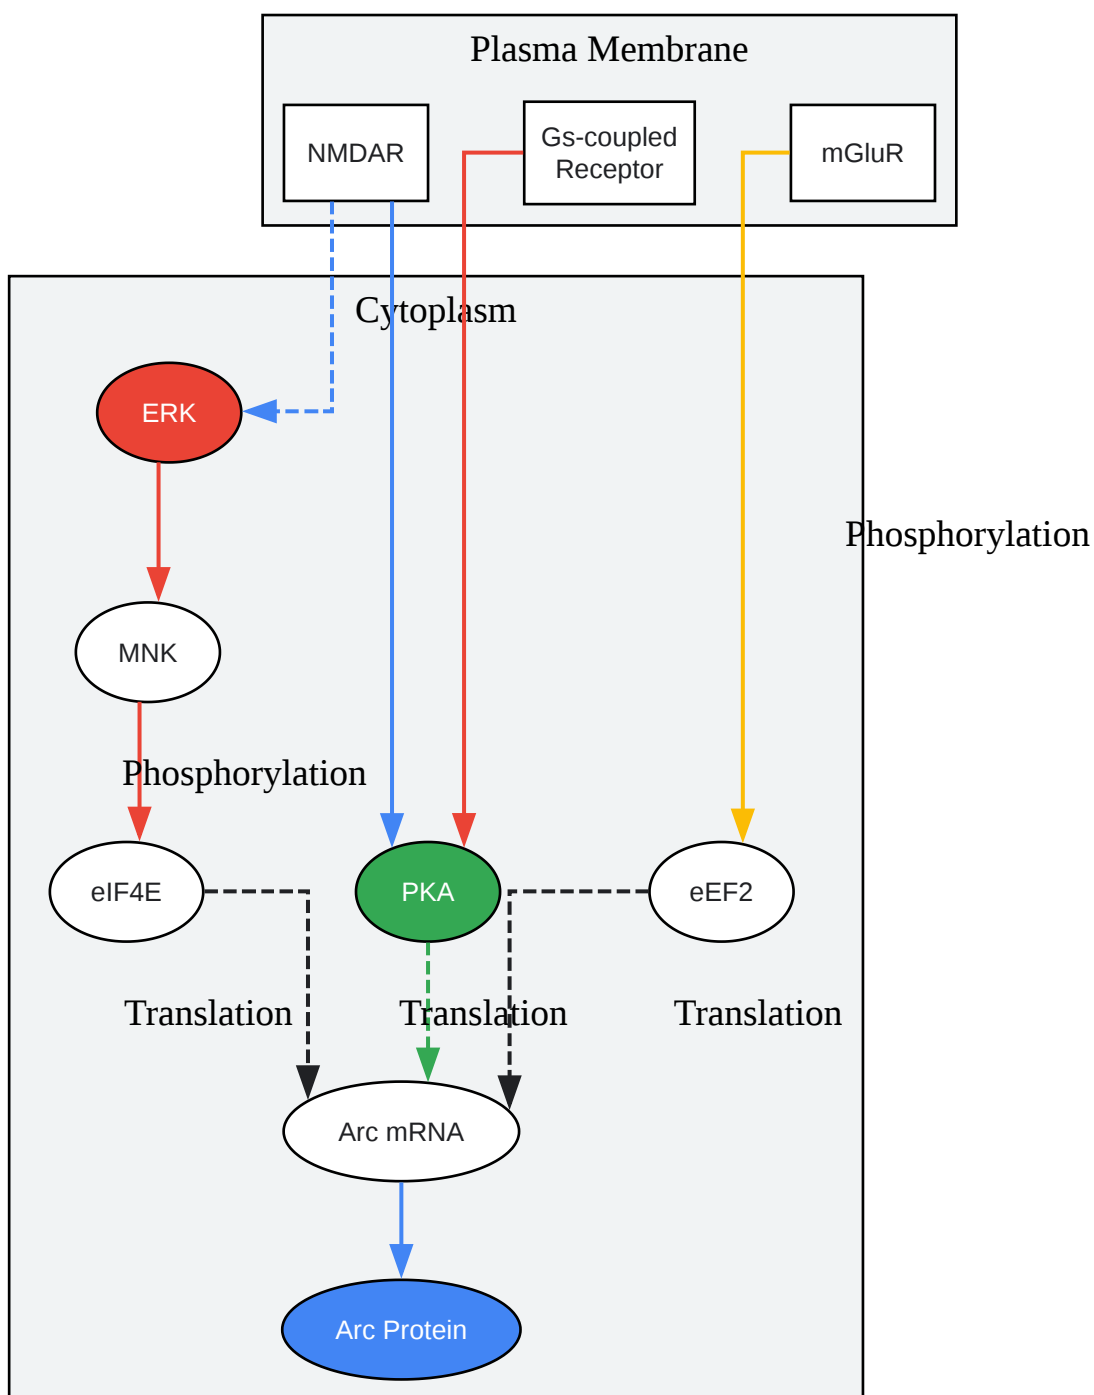 Plasma Membrane
NMDAR
Gs-coupled
Receptor
mGluR
Cytoplasm
ERK
Phosphorylation
MNK
Phosphorylation
eIF4E
PKA
eEF2
Translation
Translation
Translation
Arc mRNA
Arc Protein